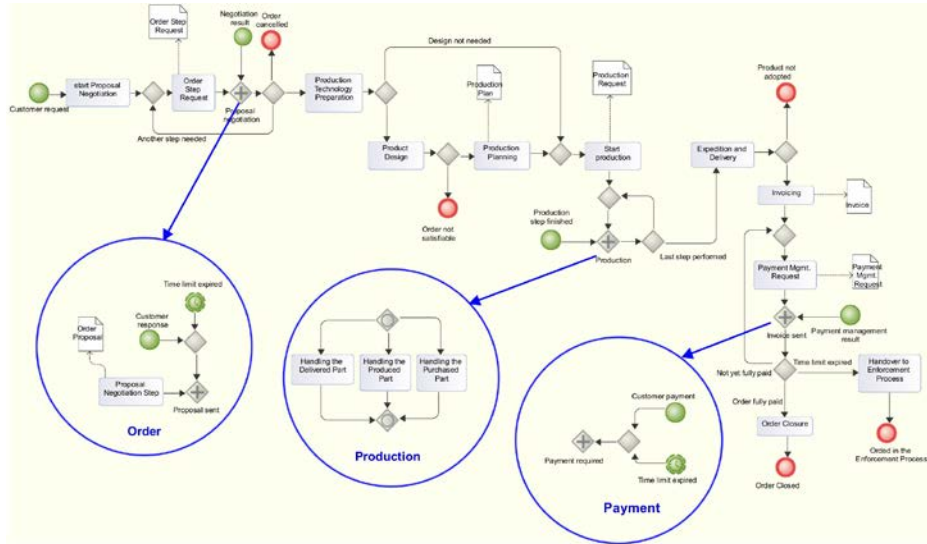 Order Step
Request
Negotiation
result
Order
cancelled
Design not needed
Product not
adopted
Production
Plan
Production
Request
Customer request
start Proposal
Negotiation
Order
Step
Request
Proposal
negotiation
Production
Technology
Preparation
Another step needed
Product
Design
Production
Planning
Start
production
Expedition and
Delivery
Order not
satisfiable
Production
step finished
Production
Last step performed
Invoicing
Invoice
Payment Mgmt.
Request
Payment
Mgmt.
Request
Invoice sent
Payment management
result
Time limit expired
Not yet fully paid
Handover to
Enforcement
Process
Order fully paid
Order Closure
Order Closed
Orded in the
Enforcement Process
Time limit expired
Customer
response
Order
Proposal
Proposal
Negotiation Step
Proposal sent
Order
Handling the
Delivered Part
Handling the
Produced Part
Handling the
Purchased Part
Production
Customer payment
Payment required
Time limit expired
Payment